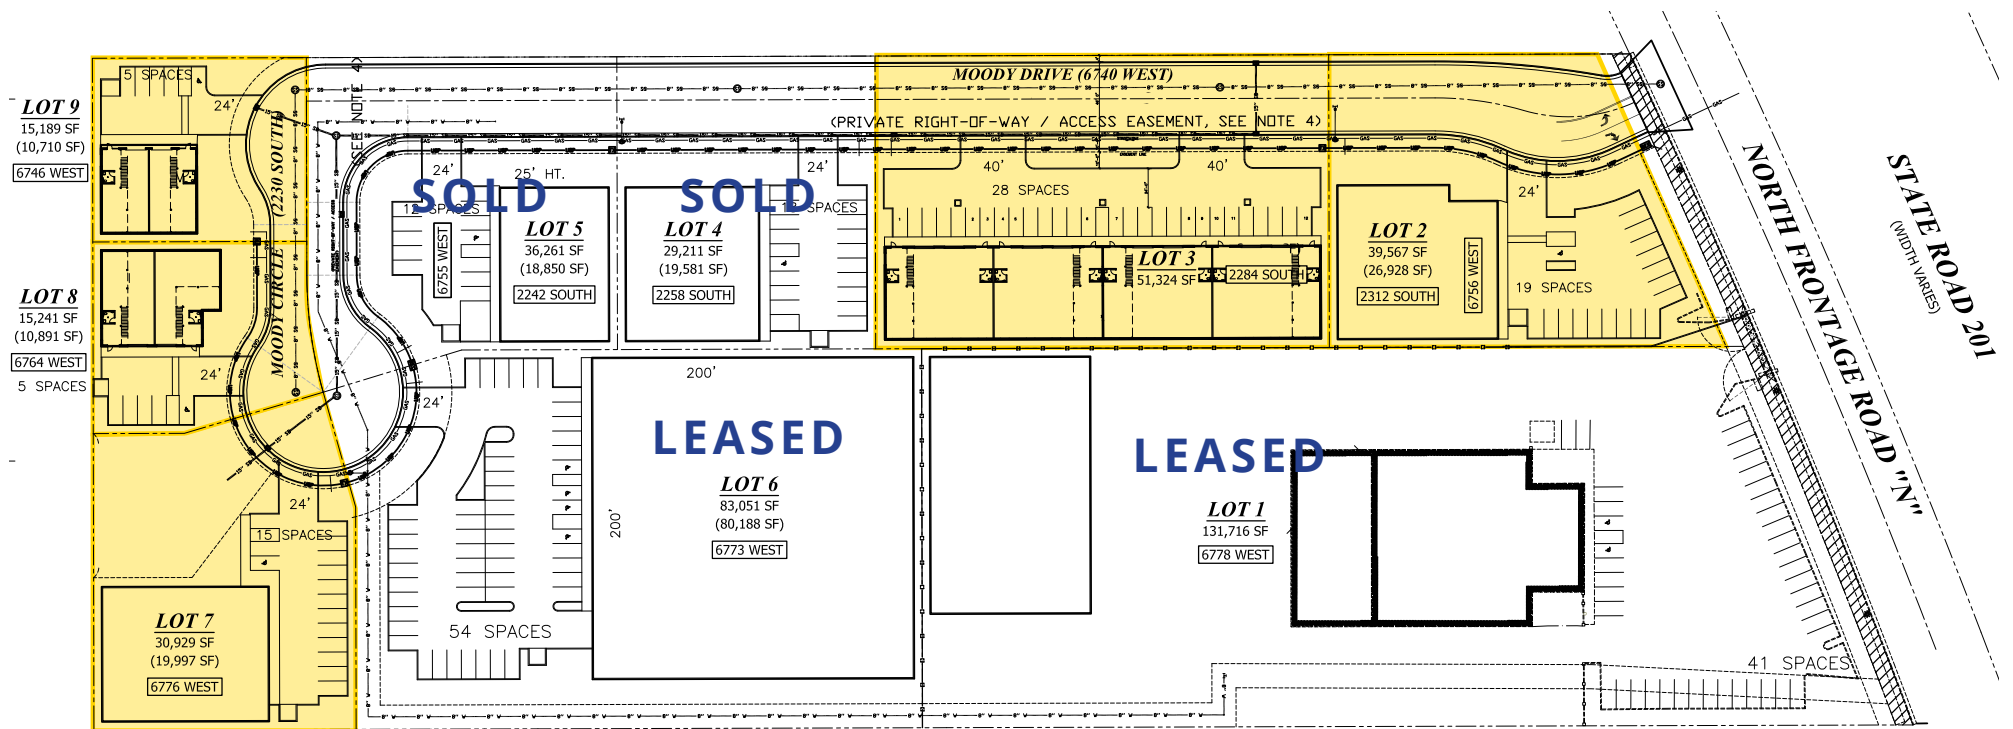 LOT 9
15,189 SF
(10,710 SF)
6746 WEST
5 SPACES
24'
MOODY CIRCLE (2230 SOUTH)
(SEE NOTE 4)
LOT 8
15,241 SF
(10,891 SF)
6764 WEST
5 SPACES
24'
MOODY DRIVE (6740 WEST)
(PRIVATE RIGHT-OF-WAY / ACCESS EASEMENT, SEE NOTE 4)
SOLD
24'
25' HT.
12 SPACES
6755 WEST
LOT 5
36,261 SF
(18,850 SF)
2242 SOUTH
SOLD
24'
SPACES
LOT 4
29,211 SF
(19,581 SF)
2258 SOUTH
40'
40'
28 SPACES
LOT 3
51,324 SF
2284 SOUTH
LOT 2
39,567 SF
(26,928 SF)
2312 SOUTH
6756 WEST
24'
19 SPACES
NORTH FRONTAGE ROAD "N"
STATE ROAD 201
(WIDTH VARIES)
24'
24'
15 SPACES
LOT 7
30,929 SF
(19,997 SF)
6776 WEST
54 SPACES
200'
200'
LEASED
LOT 6
83,051 SF
(80,188 SF)
6773 WEST
LEASED
LOT 1
131,716 SF
6778 WEST
41 SPACES